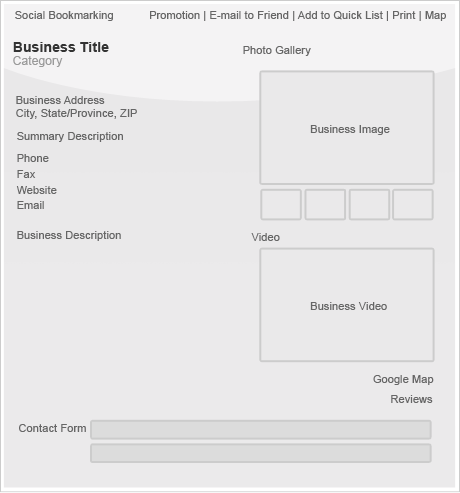 Social Bookmarking
Promotion | E-mail to Friend | Add to Quick List | Print | Map
Business Title
Category
Business Address
City, State/Province, ZIP
Summary Description
Phone
Fax
Website
Email
Business Description
Photo Gallery
Business Image
Video
Business Video
Google Map
Reviews
Contact Form